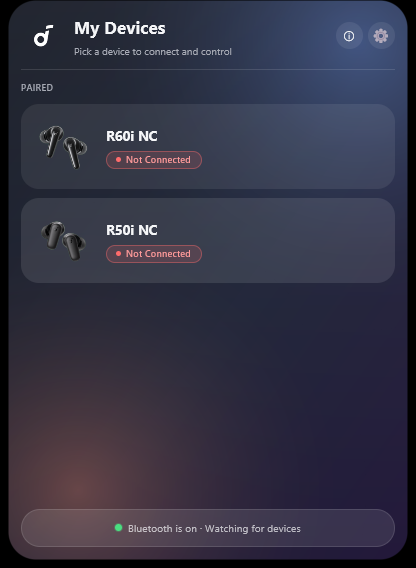 My Devices
Pick a device to connect and control
PAIRED
R60i NC
Not Connected
R50i NC
Not Connected
Bluetooth is on · Watching for devices